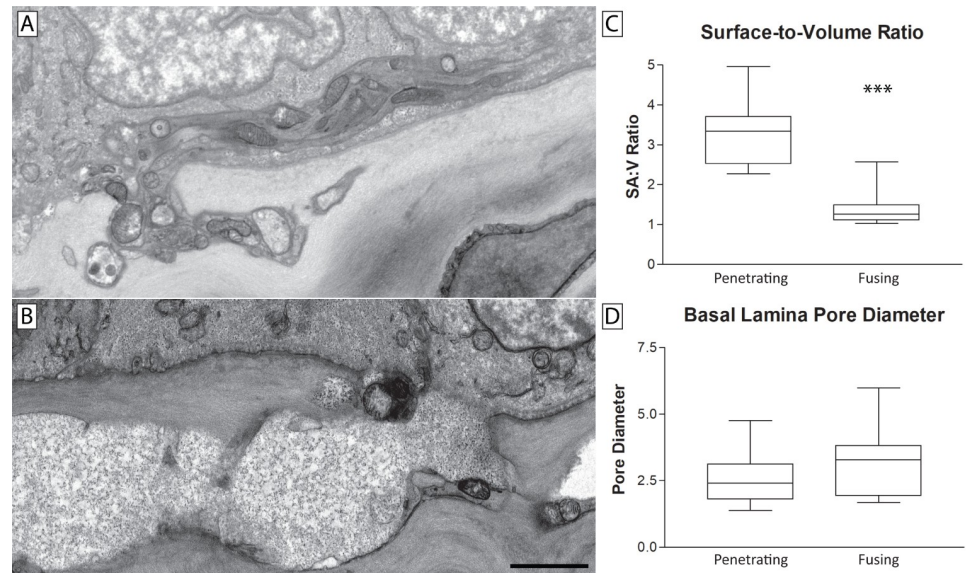 A
B
C
Surface-to-Volume Ratio
SA:V Ratio
5
4
3
2
1
0
***
Penetrating Fusing
D
Basal Lamina Pore Diameter
Pore Diameter
7.5
5.0
2.5
0.0
Penetrating Fusing